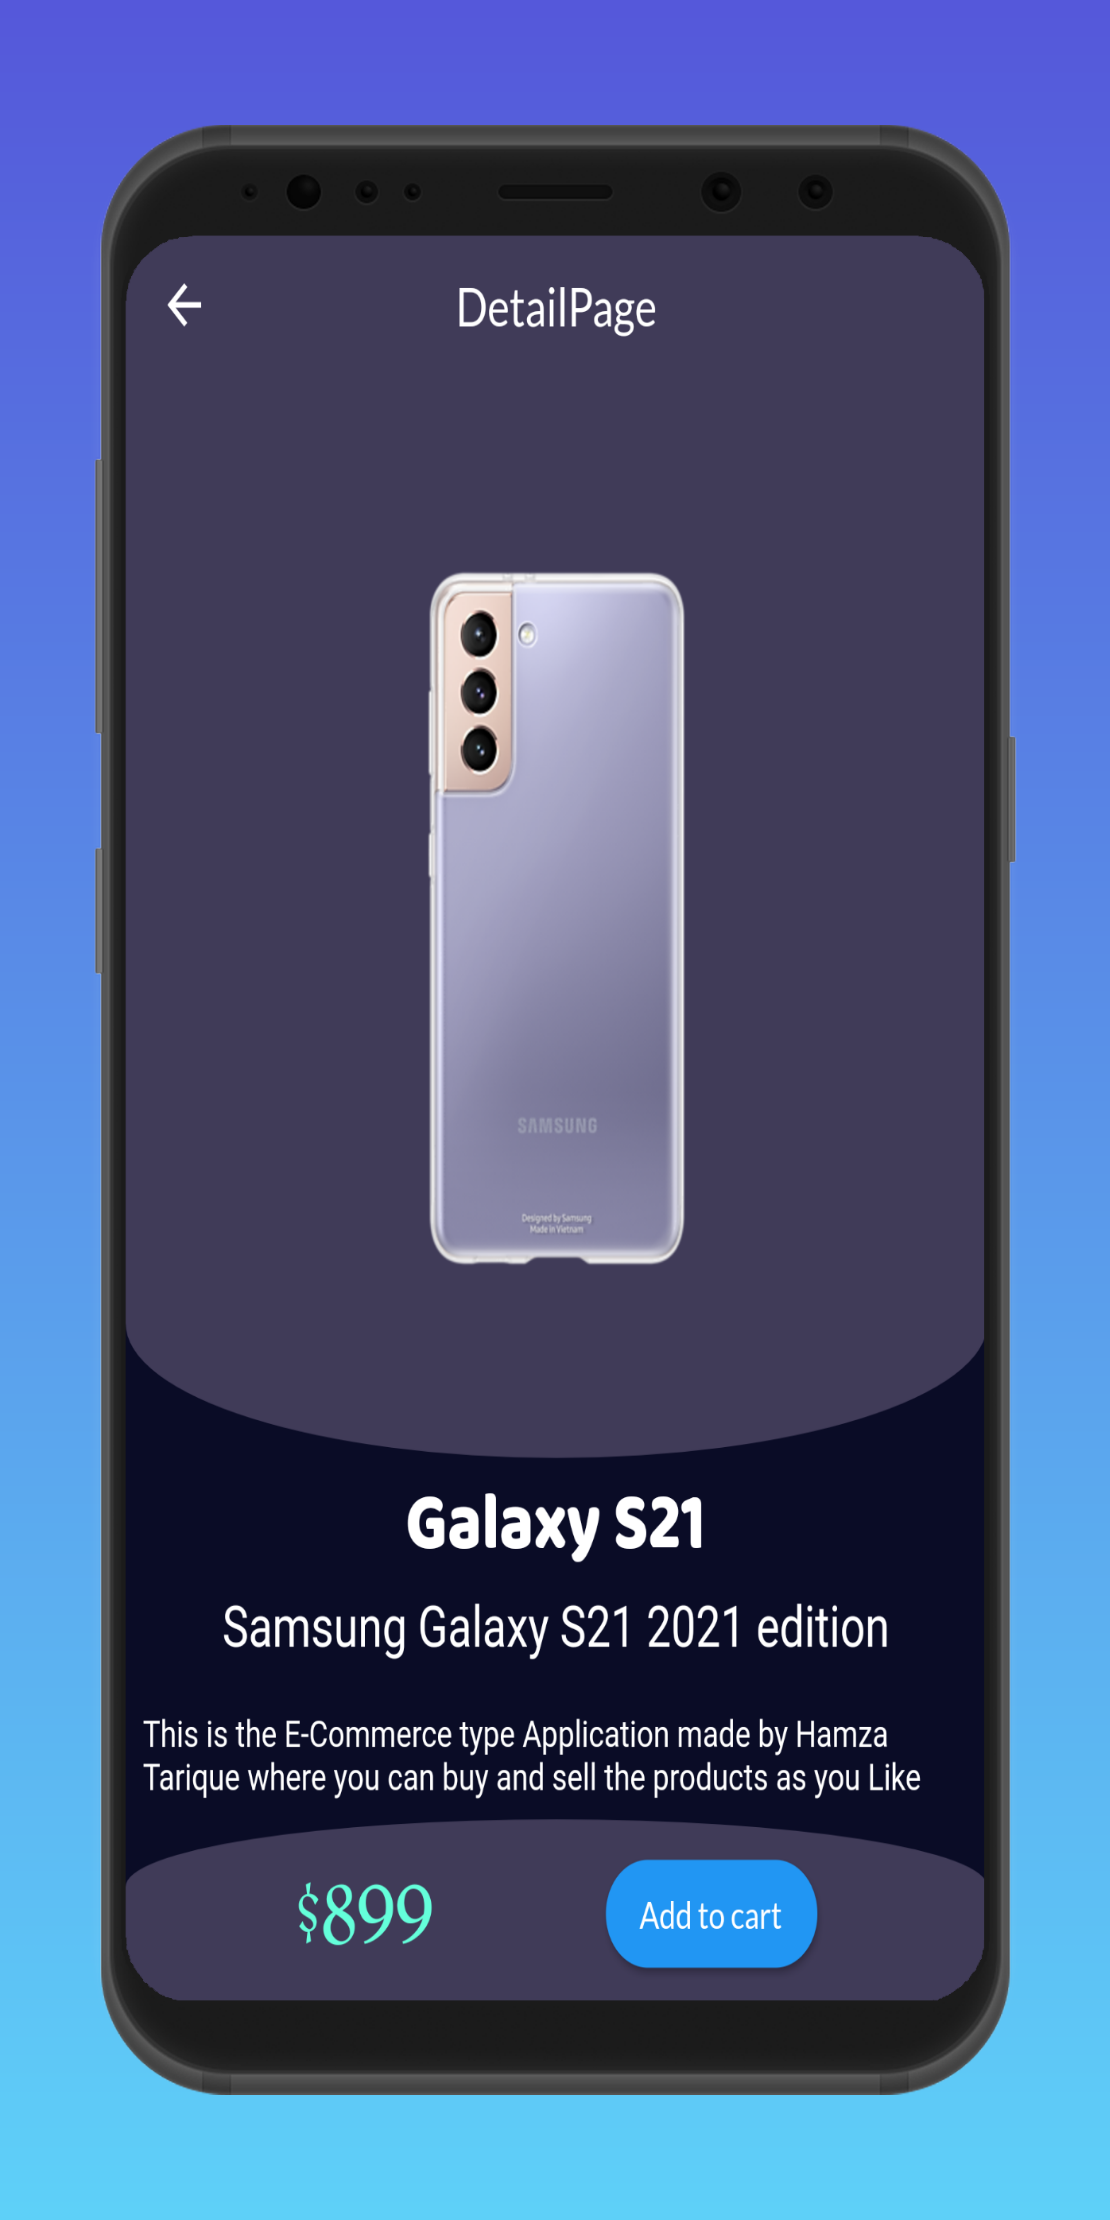 DetailPage
SAMSUNG
Designed by Samsung
Made in Vietnam
Galaxy S21
Samsung Galaxy S21 2021 edition
This is the E-Commerce type Application made by Hamza
Tarique where you can buy and sell the products as you Like
$899
Add to cart